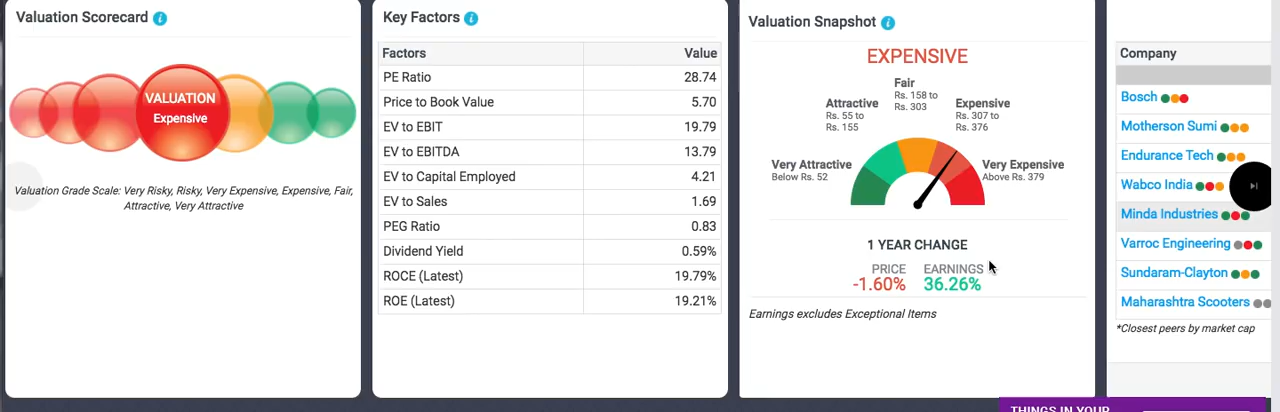 Valuation Scorecard
VALUATION
Expensive
Valuation Grade Scale: Very Risky, Risky, Very Expensive, Expensive, Fair,
Attractive, Very Attractive
Key Factors
Factors Value
PE Ratio 28.74
Price to Book Value 5.70
EV to EBIT 19.79
EV to EBITDA 13.79
EV to Capital Employed 4.21
EV to Sales 1.69
PEG Ratio 0.83
Dividend Yield 0.59%
ROCE (Latest) 19.79%
ROE (Latest) 19.21%
Valuation Snapshot
EXPENSIVE
Fair
Rs. 158 to
303
Attractive
Rs. 55 to
155
Expensive
Rs. 307 to
376
Very Attractive
Below Rs. 52
Very Expensive
Above Rs. 379
1 YEAR CHANGE
PRICE EARNINGS
-1.60% 36.26%
Earnings excludes Exceptional Items
Company
Bosch
Motherson Sumi
Endurance Tech
Wabco India
Minda Industries
Varroc Engineering
Sundaram-Clayton
Maharashtra Scooters
*Closest peers by market cap
THINGS IN YOUR